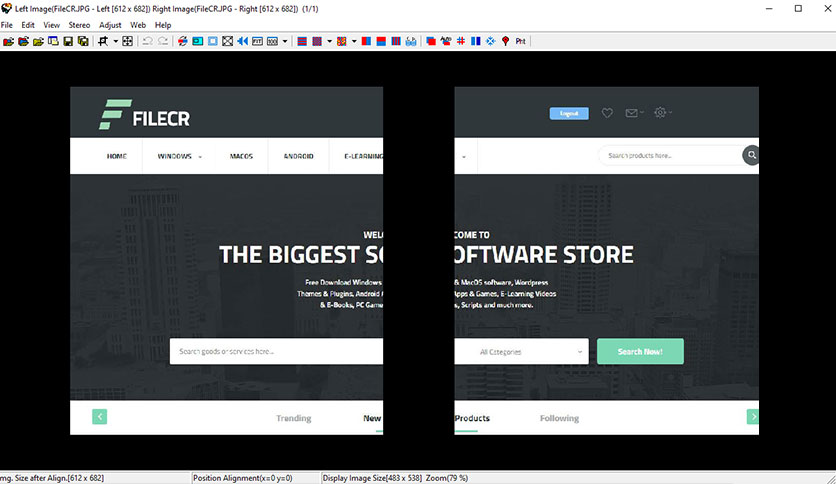 Left Image(FileCR.JPG - Left [612 x 682]) Right Image(FileCR.JPG - Right [612 x 682])  (1/1)
File Edit View Stereo Adjust Web Help
FIT 100 Pht
FILECR
Logout
HOME WINDOWS MACOS ANDROID E-LEARNING
Search products here...
WELC
COME TO
THE BIGGEST SO
OFTWARE STORE
Free Download Windows
& MacOS software, Wordpress
Themes & Plugins, Android A
Apps & Games, E-Learning Videos
& E-Books, PC Game
s, Scripts and much more.
Search goods or services here...
All Categories
Search Now!
Trending New
Products Following
mg. Size after Align.[612 x 682] Position Alignment(x=0 y=0) Display Image Size[483 x 538]  Zoom(79 %)